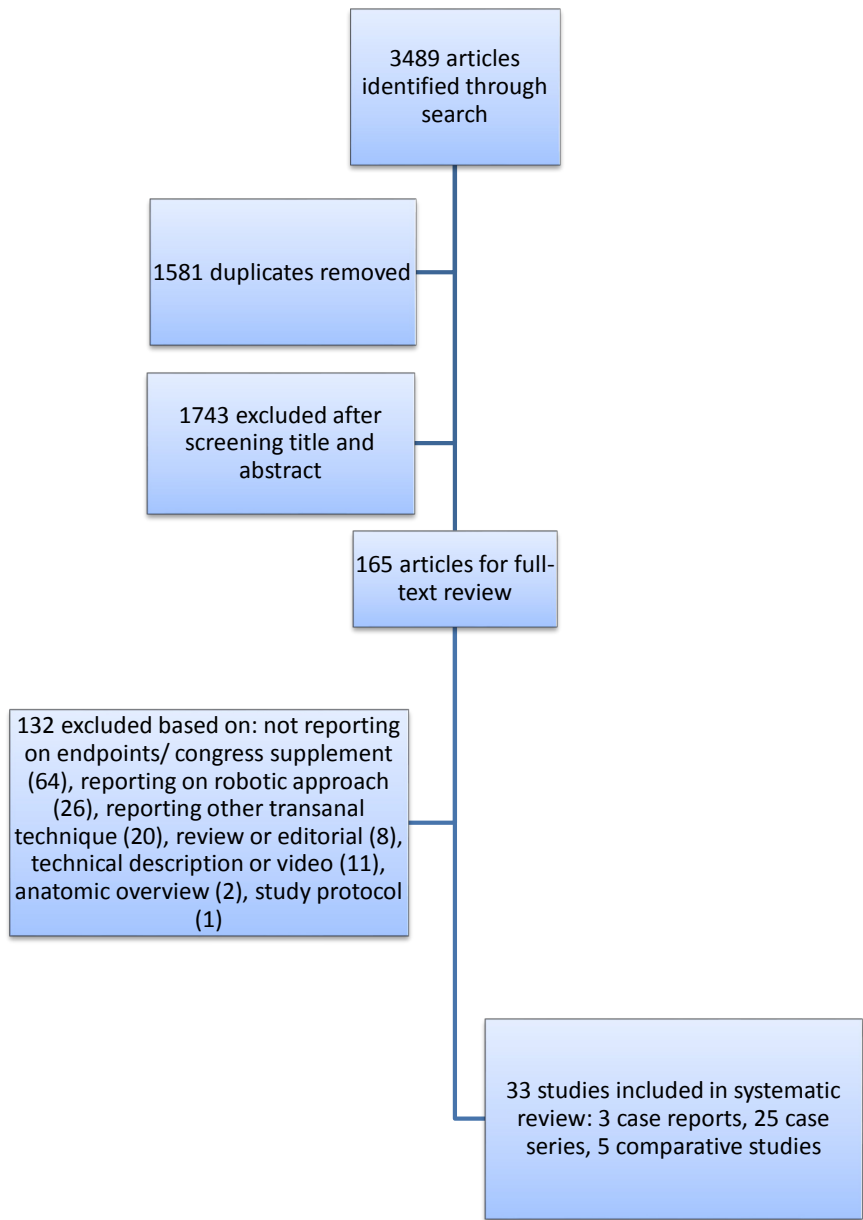 3489 articles
identified through
search
1581 duplicates removed
1743 excluded after
screening title and
abstract
165 articles for full-
text review
132 excluded based on: not reporting
on endpoints/ congress supplement
(64), reporting on robotic approach
(26), reporting other transanal
technique (20), review or editorial (8),
technical description or video (11),
anatomic overview (2), study protocol
(1)
33 studies included in systematic
review: 3 case reports, 25 case
series, 5 comparative studies